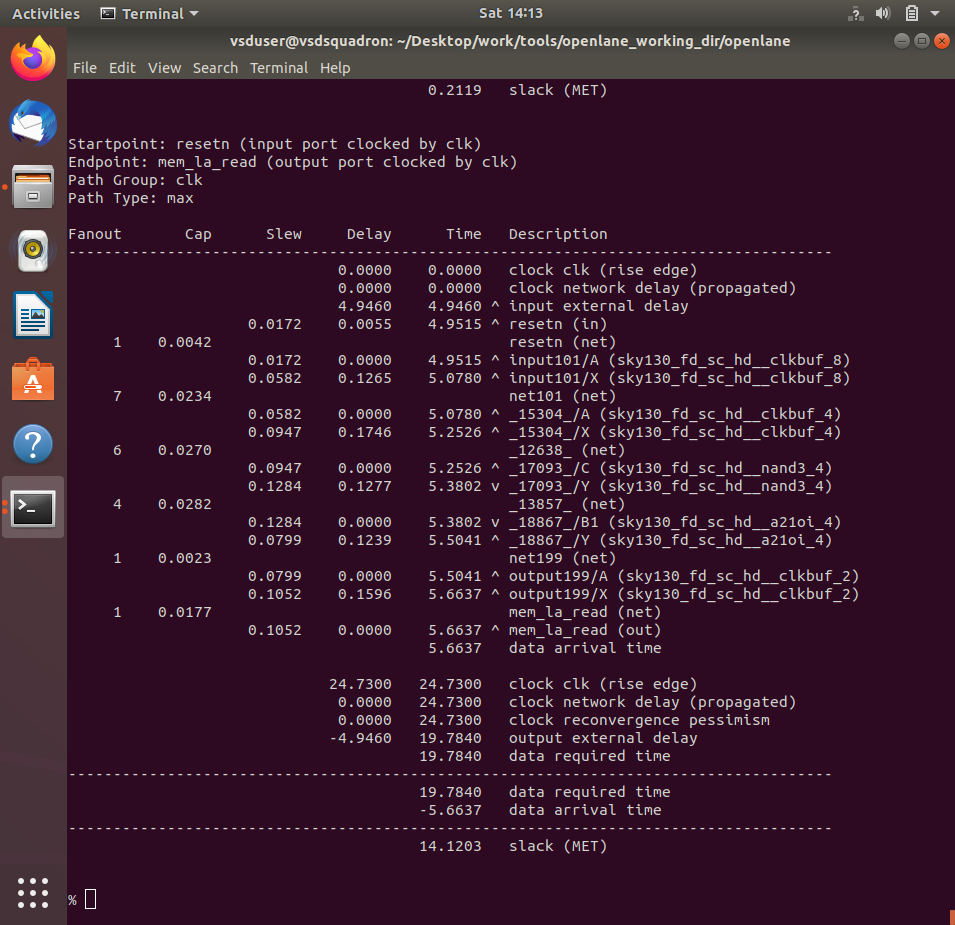 Activities Terminal Sat 14:13
vsduser@vsdsquadron: ~/Desktop/work/tools/openlane_working_dir/openlane
File Edit View Search Terminal Help
0.2119 slack (MET)
Startpoint: resetn (input port clocked by clk)
Endpoint: mem_la_read (output port clocked by clk)
Path Group: clk
Path Type: max
Fanout Cap Slew Delay Time Description
-------------------------------------------------------------------------------------
0.0000 0.0000 clock clk (rise edge)
0.0000 0.0000 clock network delay (propagated)
4.9460 4.9460 ^ input external delay
0.0172 0.0055 4.9515 ^ resetn (in)
1 0.0042 resetn (net)
0.0172 0.0000 4.9515 ^ input101/A (sky130_fd_sc_hd__clkbuf_8)
0.0582 0.1265 5.0780 ^ input101/X (sky130_fd_sc_hd__clkbuf_8)
7 0.0234 net101 (net)
0.0582 0.0000 5.0780 ^ _15304_/A (sky130_fd_sc_hd__clkbuf_4)
0.0947 0.1746 5.2526 ^ _15304_/X (sky130_fd_sc_hd__clkbuf_4)
6 0.0270 _12638_ (net)
0.0947 0.0000 5.2526 ^ _17093_/C (sky130_fd_sc_hd__nand3_4)
0.1284 0.1277 5.3802 v _17093_/Y (sky130_fd_sc_hd__nand3_4)
4 0.0282 _13857_ (net)
0.1284 0.0000 5.3802 v _18867_/B1 (sky130_fd_sc_hd__a21oi_4)
0.0799 0.1239 5.5041 ^ _18867_/Y (sky130_fd_sc_hd__a21oi_4)
1 0.0023 net199 (net)
0.0799 0.0000 5.5041 ^ output199/A (sky130_fd_sc_hd__clkbuf_2)
0.1052 0.1596 5.6637 ^ output199/X (sky130_fd_sc_hd__clkbuf_2)
1 0.0177 mem_la_read (net)
0.1052 0.0000 5.6637 ^ mem_la_read (out)
5.6637 data arrival time
24.7300 24.7300 clock clk (rise edge)
0.0000 24.7300 clock network delay (propagated)
0.0000 24.7300 clock reconvergence pessimism
-4.9460 19.7840 output external delay
19.7840 data required time
-------------------------------------------------------------------------------------
19.7840 data required time
-5.6637 data arrival time
-------------------------------------------------------------------------------------
14.1203 slack (MET)
%